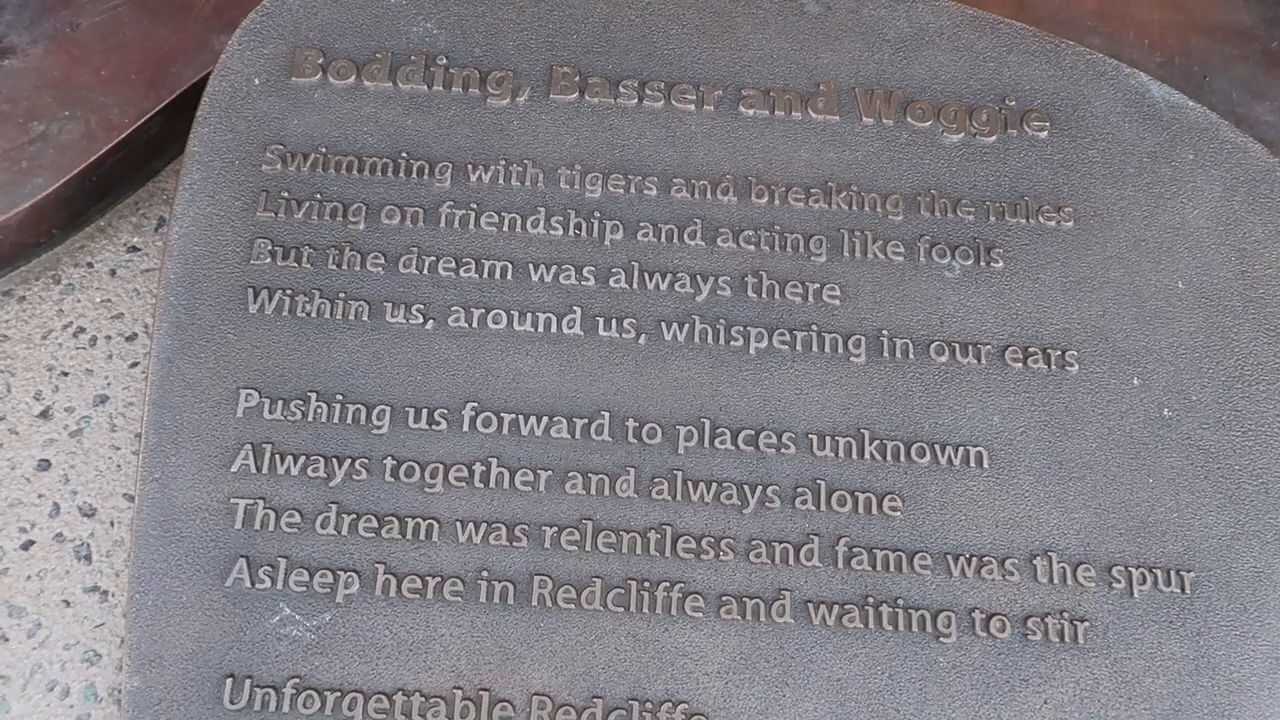 Bodding, Basser and Woggie
Swimming with tigers and breaking the rules
Living on friendship and acting like fools
But the dream was always there
Within us, around us, whispering in our ears
Pushing us forward to places unknown
Always together and always alone
The dream was relentless and fame was the spur
Asleep here in Redcliffe and waiting to stir
Unforgettable Redcliffe